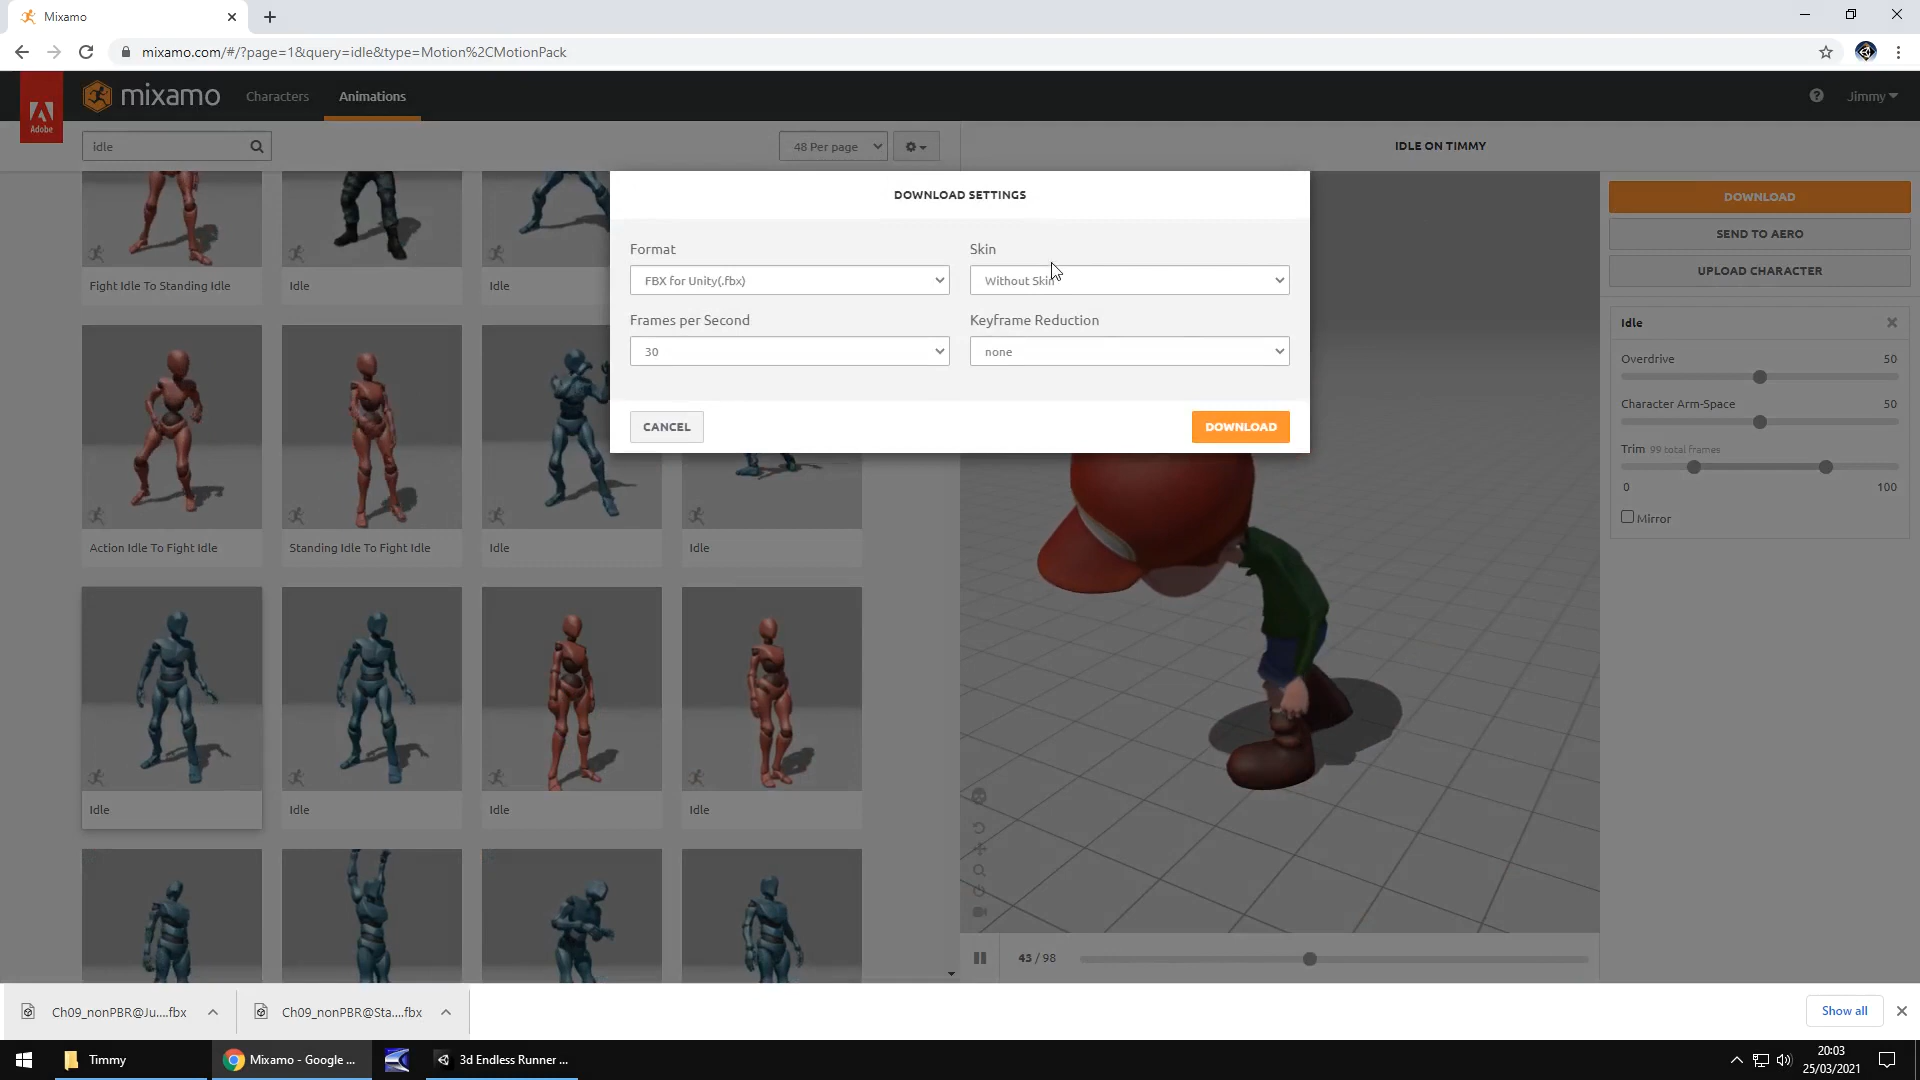 Mixamo
mixamo.com/#/?page=1&query=idle&type=Motion%2CMotionPack
Adobe
mixamo
Characters
Animations
Jimmy
idle
48 Per page
IDLE ON TIMMY
DOWNLOAD SETTINGS
Format
Skin
FBX for Unity(.fbx)
Without Skin
Frames per Second
Keyframe Reduction
30
none
CANCEL
DOWNLOAD
DOWNLOAD
SEND TO AERO
UPLOAD CHARACTER
Idle
Overdrive 50
Character Arm-Space 50
Trim 99 total frames
0 100
Mirror
Fight Idle To Standing Idle
Idle
Idle
Action Idle To Fight Idle
Standing Idle To Fight Idle
Idle
Idle
Idle
Idle
Idle
Idle
43 / 98
Ch09_nonPBR@Ju....fbx
Ch09_nonPBR@Sta....fbx
Show all
Timmy
Mixamo - Google ...
3d Endless Runner ...
20:03
25/03/2021